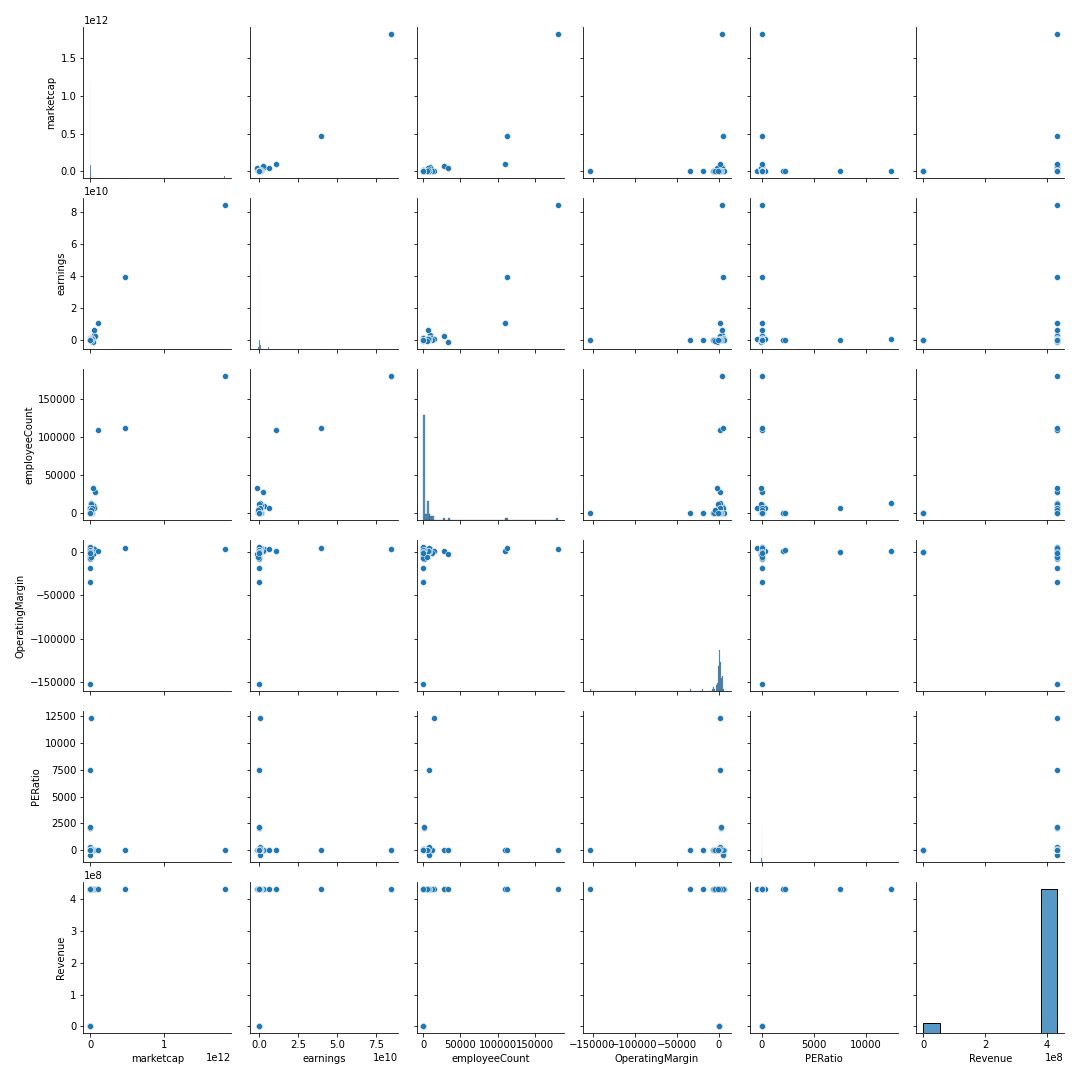 1e12
1.5
1.0
0.5
0.0
marketcap
1e10
8
6
4
2
0
earnings
150000
100000
50000
0
employeeCount
0
−50000
−100000
−150000
OperatingMargin
12500
10000
7500
5000
2500
0
PERatio
1e8
4
3
2
1
0
Revenue
0 1 1e12
marketcap
0.0 2.5 5.0 7.5 1e10
earnings
0 50000 100000 150000
employeeCount
−150000 −100000 −50000 0
OperatingMargin
0 5000 10000
PERatio
0 2 4 1e8
Revenue